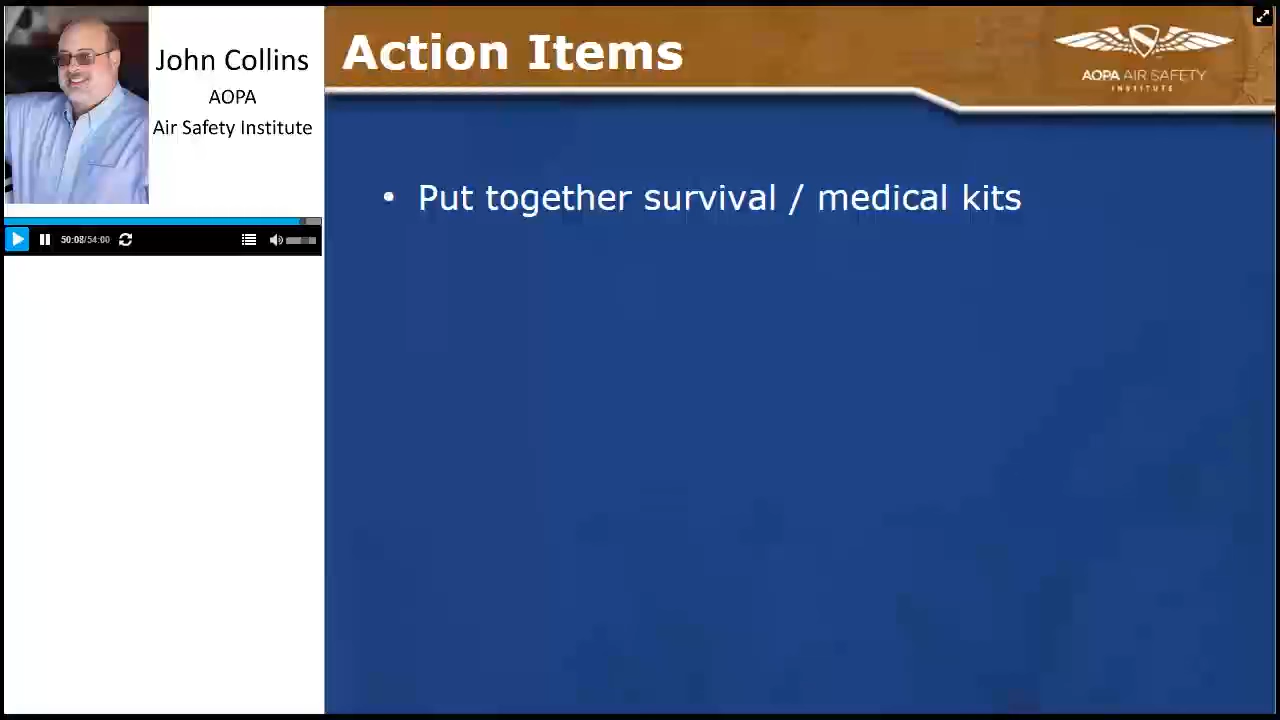 John Collins
AOPA
Air Safety Institute
50:08/54:00
Action Items
AOPA AIR SAFETY
INSTITUTE
• Put together survival / medical kits